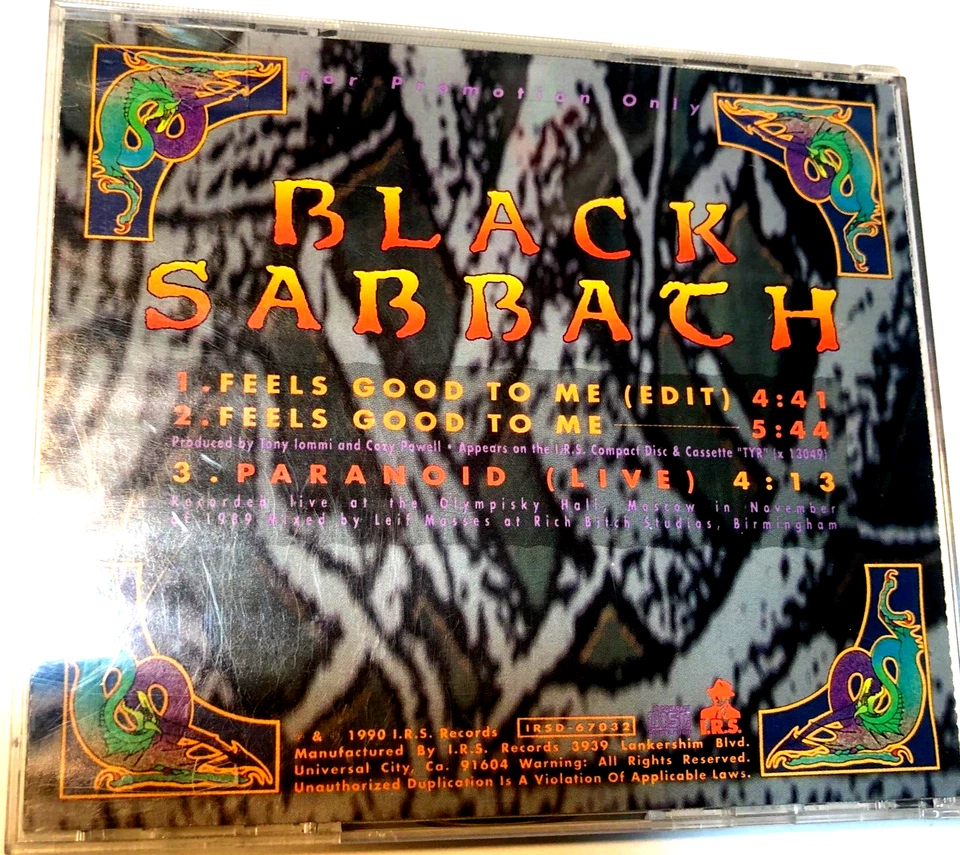 For Promotion Only
BLACK
SABBATH
1. FEELS GOOD TO ME (EDIT) 4:41
2. FEELS GOOD TO ME 5:44
Produced by Tony Iommi and Cozy Powell • Appears on the I.R.S. Compact Disc & Cassette "TYR" (x 13049)
3. PARANOID (LIVE) 4:13
Recorded live at the Olympisky Hall, Moscow in November
of 1989 Mixed by Leif Masses at Rich Bitch Studios, Birmingham
& 1990 I.R.S. Records IRSD-67032
Manufactured By I.R.S. Records 3939 Lankershim Blvd.
Universal City, Ca. 91604 Warning: All Rights Reserved.
Unauthorized Duplication Is A Violation Of Applicable Laws.
disc
I.R.S.